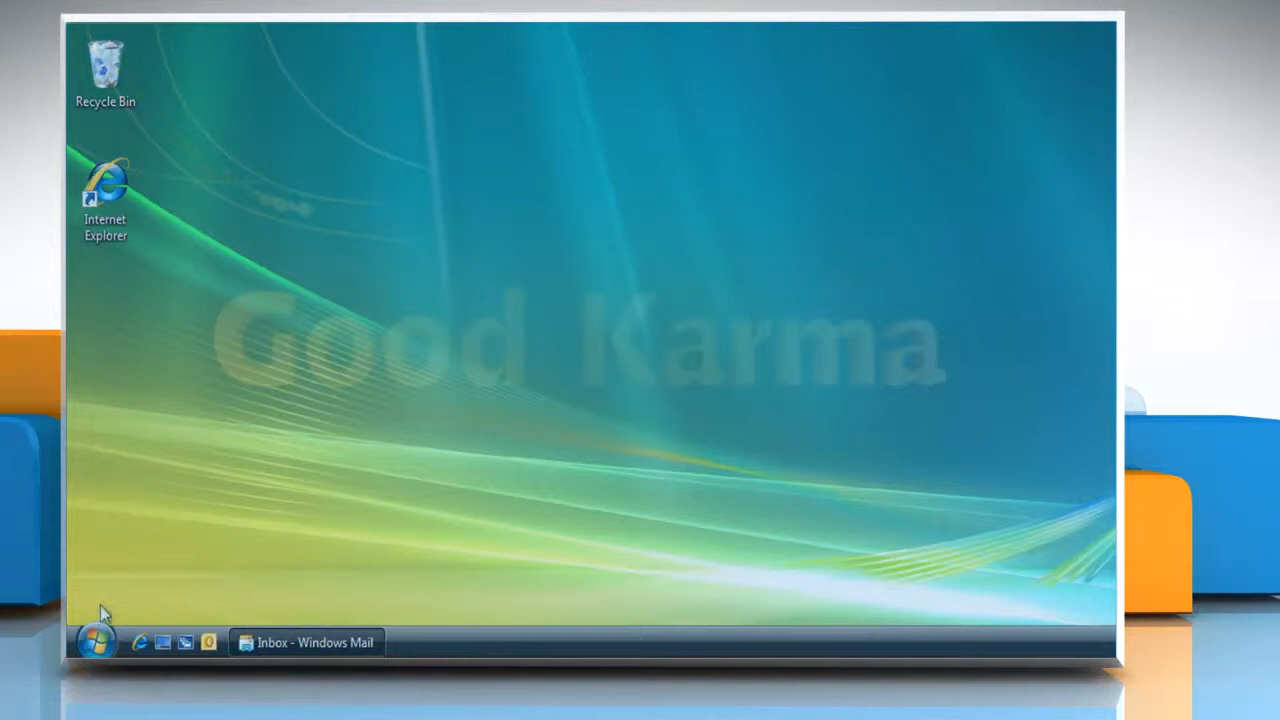 Recycle Bin
Internet
Explorer
Good Karma
Inbox - Windows Mail